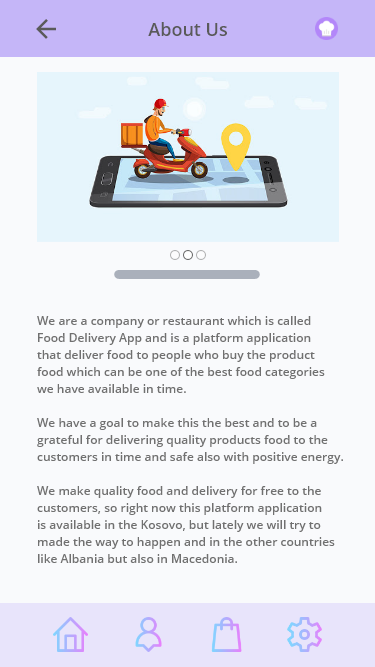 About Us
We are a company or restaurant which is called
Food Delivery App and is a platform application
that deliver food to people who buy the product
food which can be one of the best food categories
we have available in time.
We have a goal to make this the best and to be a
grateful for delivering quality products food to the
customers in time and safe also with positive energy.
We make quality food and delivery for free to the
customers, so right now this platform application
is available in the Kosovo, but lately we will try to
made the way to happen and in the other countries
like Albania but also in Macedonia.